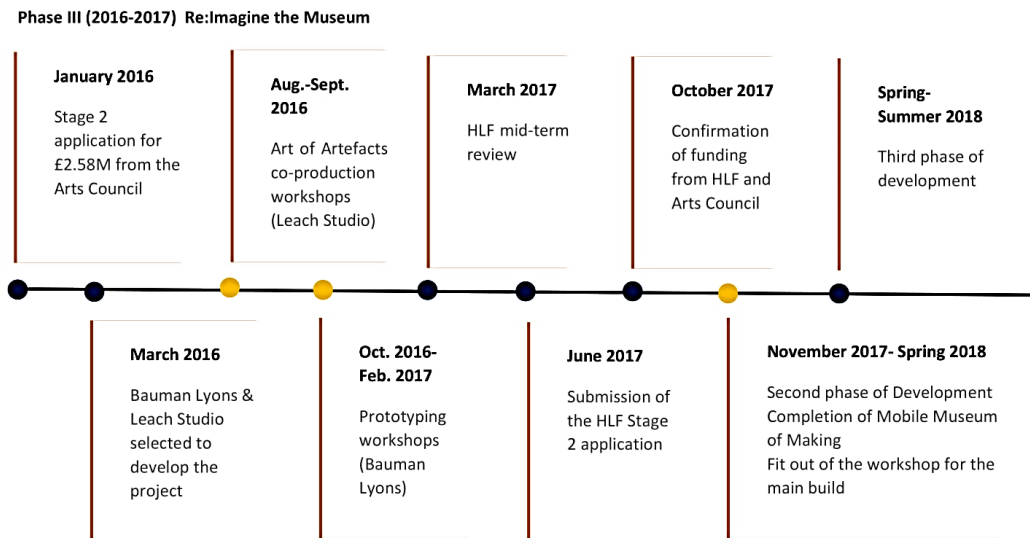 Phase III (2016-2017) Re:Imagine the Museum
January 2016
Stage 2
application for
£2.58M from the
Arts Council
Aug.-Sept.
2016
Art of Artefacts
co-production
workshops
(Leach Studio)
March 2017
HLF mid-term
review
October 2017
Confirmation
of funding
from HLF and
Arts Council
Spring-
Summer 2018
Third phase of
development
March 2016
Bauman Lyons &
Leach Studio
selected to
develop the
project
Oct. 2016-
Feb. 2017
Prototyping
workshops
(Bauman
Lyons)
June 2017
Submission of
the HLF Stage
2 application
November 2017- Spring 2018
Second phase of Development
Completion of Mobile Museum
of Making
Fit out of the workshop for the
main build